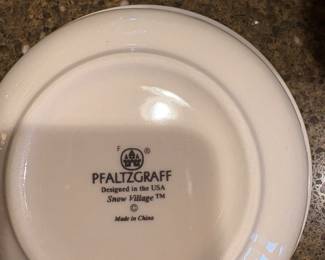 F ®
PFALTZGRAFF
Designed in the USA
Snow Village™
©
Made in China